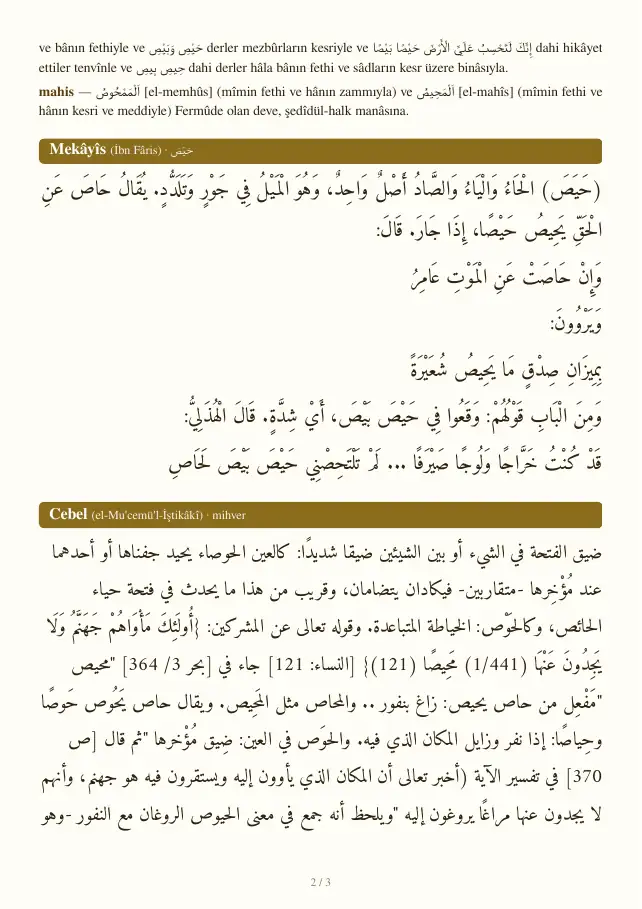 ve bânın fethiyle ve حَيْصَ وَبَيْصَ derler mezbûrların kesriyle ve إِنَّكَ لَتَحْسِبُ عَلَيَّ الْأَرْضَ حَيْصًا بَيْصًا dahi hikâyet
ettiler tenvînle ve حِيصِ بِيصِ dahi derler hâla bânın fethi ve sâdların kesr üzere binâsıyla.
mahis — اَلْمَمْحُوصُ [el-memhûs] (mîmin fethi ve hânın zammıyla) ve اَلْمَحِيصُ [el-mahîs] (mîmin fethi ve
hânın kesri ve meddiyle) Fermûde olan deve, şedîdül-halk manâsına.
Mekâyîs (İbn Fâris) · حيص
(حَيَصَ) الْحَاءُ وَالْيَاءُ وَالصَّادُ أَصْلٌ وَاحِدٌ، وَهُوَ الْمَيْلُ فِي جَوْرٍ وَتَلَدُّدٍ. يُقَالُ حَاصَ عَنِ
الْحَقِّ يَحِيصُ حَيْصًا، إِذَا جَارَ. قَالَ:
وَإِنْ حَاصَتْ عَنِ الْمَوْتِ عَامِرُ
وَيَرْوُونَ:
بِمِيزَانِ صِدْقٍ مَا يَحِيصُ شُعَيْرَةً
وَمِنَ الْبَابِ قَوْلُهُمْ: وَقَعُوا فِي حَيْصَ بَيْصَ، أَيْ شِدَّةٍ. قَالَ الْهُذَلِيُّ:
قَدْ كُنْتُ خَرَّاجًا وَلُوجًا صَيْرَفًا ... لَمْ تَلْتَحِصْنِي حَيْصَ بَيْصَ لَحَاصِ
Cebel (el-Mu'cemü'l-İştikâkî) · mihver
ضيق الفتحة في الشيء أو بين الشيئين ضيقا شديدًا: كالعين الحوصاء يحيد جفناها أو أحدهما
عند مُؤْخِرها -متقاربين- فيكادان يتضامان، وقريب من هذا ما يحدث في فتحة حياء
الحائص، وكالحَوْص: الخياطة المتباعدة. وقوله تعالى عن المشركين: {أُولَئِكَ مَأْوَاهُمْ جَهَنَّمُ وَلَا
يَجِدُونَ عَنْهَا (1/441) مَحِيصًا (121)} [النساء: 121] جاء في [بحر 3/ 364] "محيص
"مَفْعِل من حاص يحيص: زاغ بنفور .. والمحاص مثل المَحِيص. ويقال حاص يَحُوص حَوصًا
وحِياصًا: إذا نفر وزايل المكان الذي فيه. والحوَص في العين: ضِيق مُؤْخرها "ثم قال [ص
370] في تفسير الآية (أخبر تعالى أن المكان الذي يأوون إليه ويستقرون فيه هو جهنم، وأنهم
لا يجدون عنها مراغًا يروغون إليه "ويلحظ أنه جمع في معنى الحيوص الروغان مع النفور -وهو
2 / 3